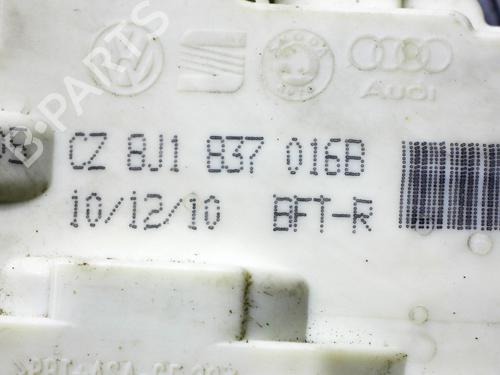 Audi
CZ 8J1 837 016B
10/12/10 BFT-R
B-PARTS